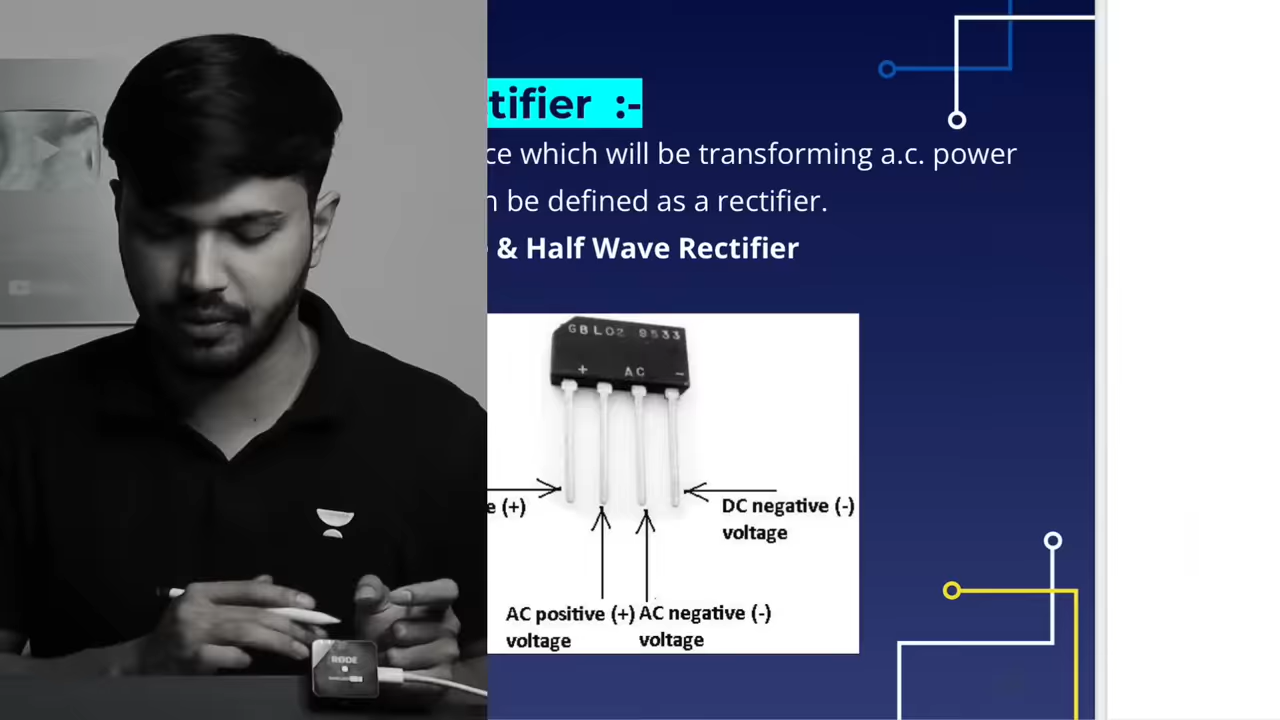 tifier :-
ce which will be transforming a.c. power
n be defined as a rectifier.
& Half Wave Rectifier
GBL02 9533
+ AC -
e (+)
DC negative (-)
voltage
AC positive (+) AC negative (-)
voltage voltage
RODE